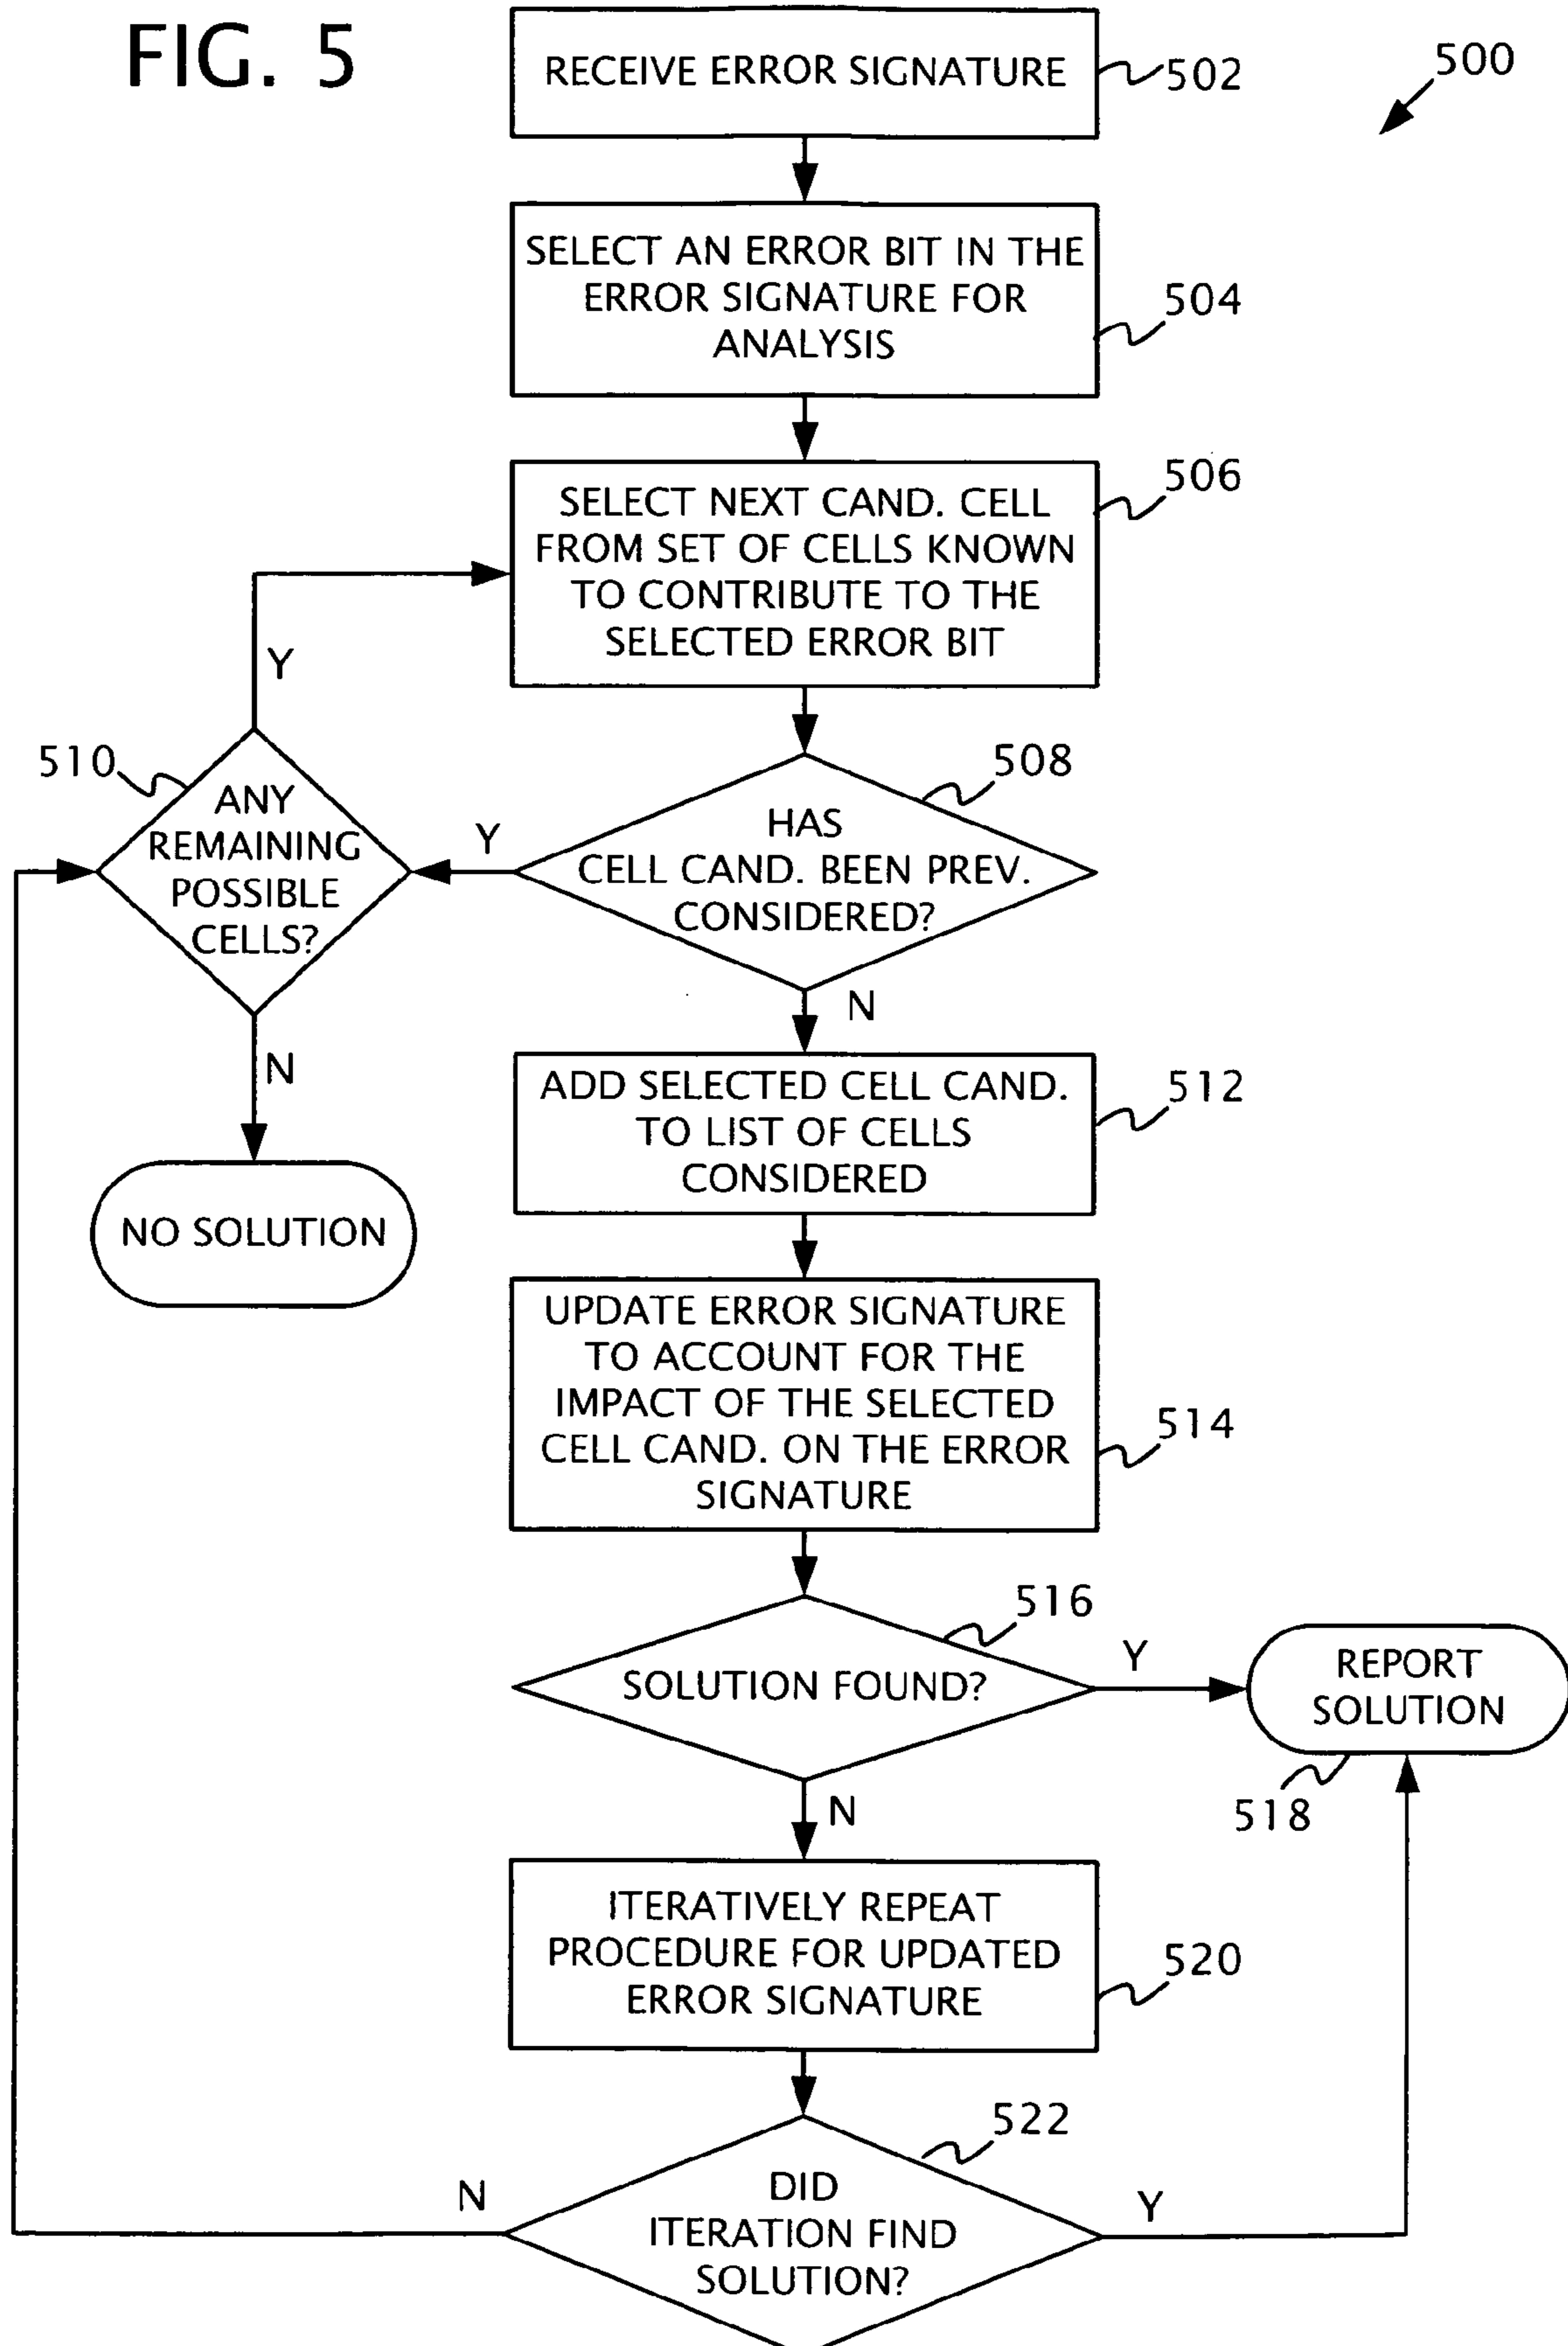 FIG. 5
500
RECEIVE ERROR SIGNATURE
502
SELECT AN ERROR BIT IN THE
ERROR SIGNATURE FOR
ANALYSIS
504
SELECT NEXT CAND. CELL
FROM SET OF CELLS KNOWN
TO CONTRIBUTE TO THE
SELECTED ERROR BIT
506
Y
510
ANY
REMAINING
POSSIBLE
CELLS?
Y
HAS
CELL CAND. BEEN PREV.
CONSIDERED?
508
N
N
NO SOLUTION
ADD SELECTED CELL CAND.
TO LIST OF CELLS
CONSIDERED
512
UPDATE ERROR SIGNATURE
TO ACCOUNT FOR THE
IMPACT OF THE SELECTED
CELL CAND. ON THE ERROR
SIGNATURE
514
SOLUTION FOUND?
516
Y
REPORT
SOLUTION
518
N
ITERATIVELY REPEAT
PROCEDURE FOR UPDATED
ERROR SIGNATURE
520
DID
ITERATION FIND
SOLUTION?
522
N
Y